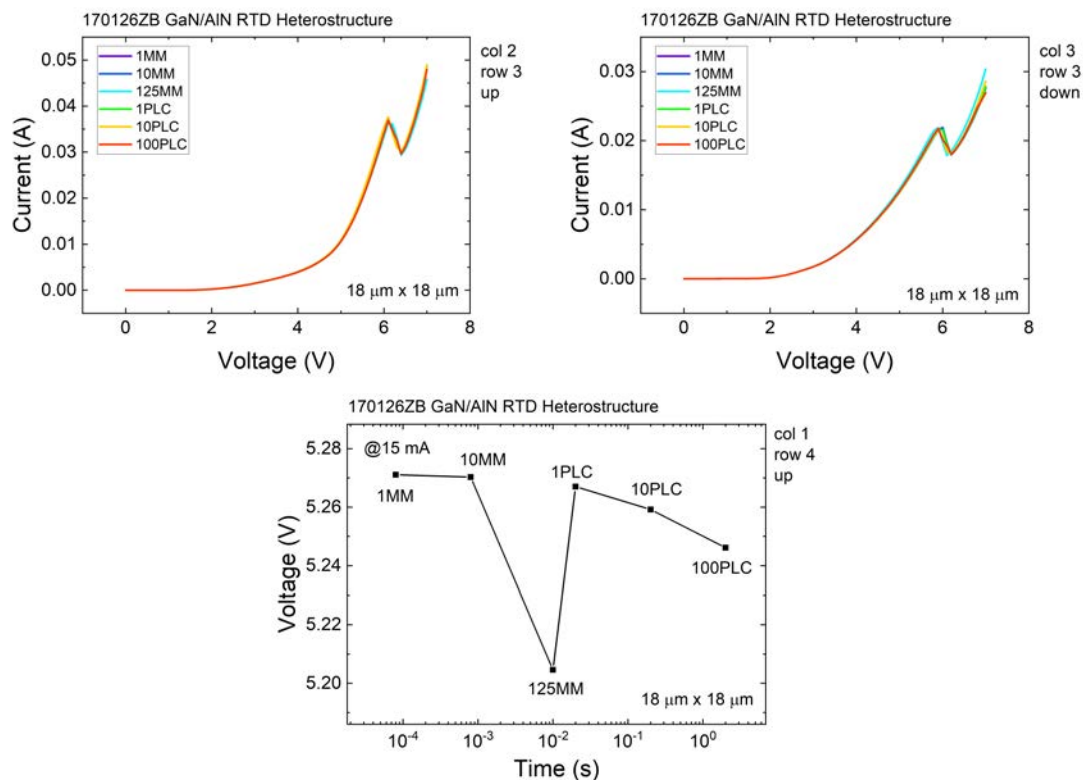 170126ZB GaN/AlN RTD Heterostructure
col 2
row 3
up
1MM
10MM
125MM
1PLC
10PLC
100PLC
0.05
0.04
0.03
0.02
0.01
0.00
Current (A)
18 μm x 18 μm
0 2 4 6 8
Voltage (V)
170126ZB GaN/AlN RTD Heterostructure
col 3
row 3
down
1MM
10MM
125MM
1PLC
10PLC
100PLC
0.03
0.02
0.01
0.00
Current (A)
18 μm x 18 μm
0 2 4 6 8
Voltage (V)
170126ZB GaN/AlN RTD Heterostructure
col 1
row 4
up
@15 mA
1MM
10MM
125MM
1PLC
10PLC
100PLC
5.28
5.26
5.24
5.22
5.20
Voltage (V)
18 μm x 18 μm
10⁻⁴ 10⁻³ 10⁻² 10⁻¹ 10⁰
Time (s)